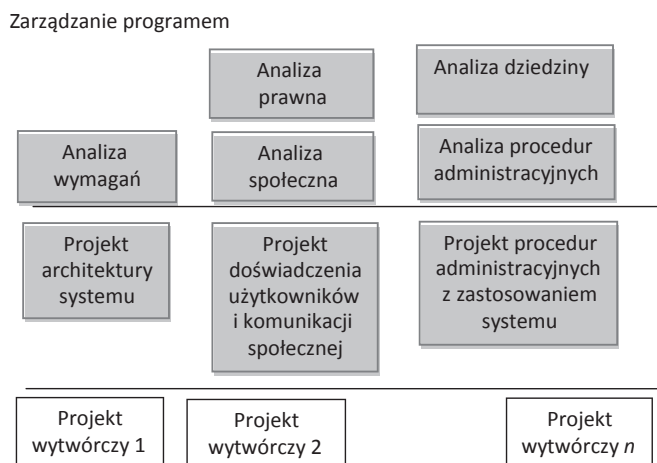 Zarządzanie programem
Analiza
prawna
Analiza dziedziny
Analiza
wymagań
Analiza
społeczna
Analiza procedur
administracyjnych
Projekt
architektury
systemu
Projekt
doświadczenia
użytkowników
i komunikacji
społecznej
Projekt procedur
administracyjnych
z zastosowaniem
systemu
Projekt
wytwórczy 1
Projekt
wytwórczy 2
Projekt
wytwórczy n